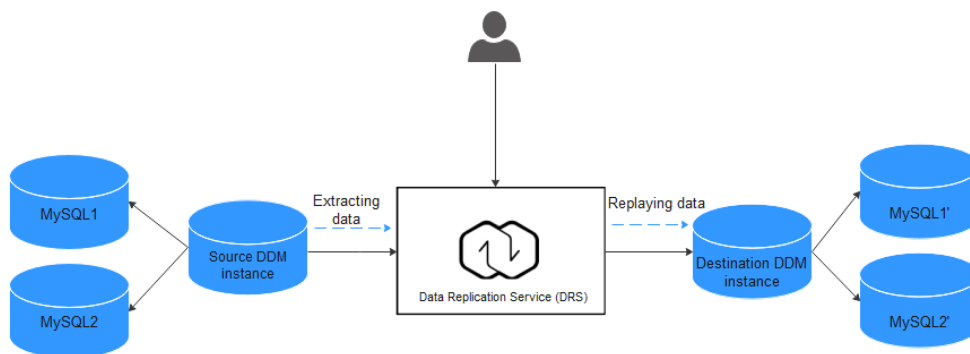 MySQL1
MySQL2
Source DDM
instance
Extracting
data
Data Replication Service (DRS)
Replaying data
Destination DDM
instance
MySQL1'
MySQL2'